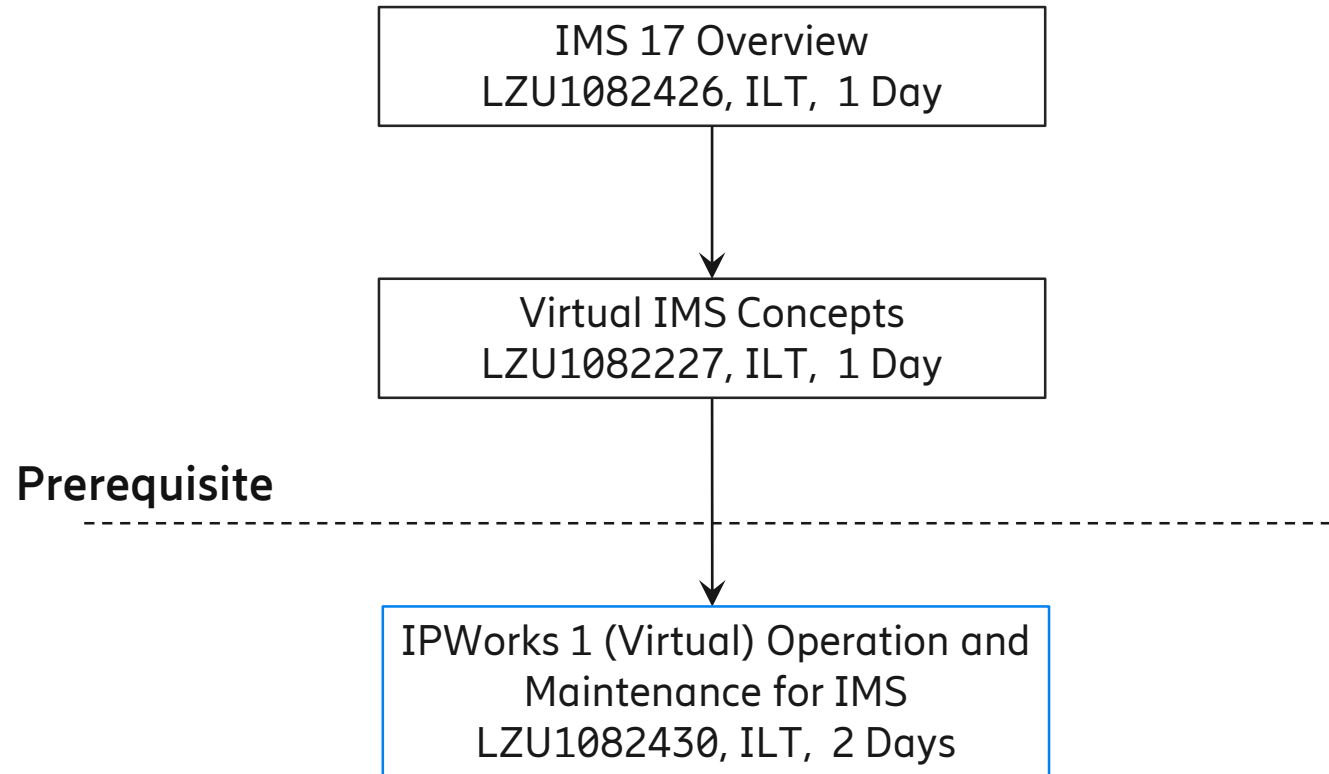 IMS 17 Overview
LZU1082426, ILT,  1 Day
Virtual IMS Concepts
LZU1082227, ILT,  1 Day
Prerequisite
IPWorks 1 (Virtual) Operation and
Maintenance for IMS
LZU1082430, ILT,  2 Days